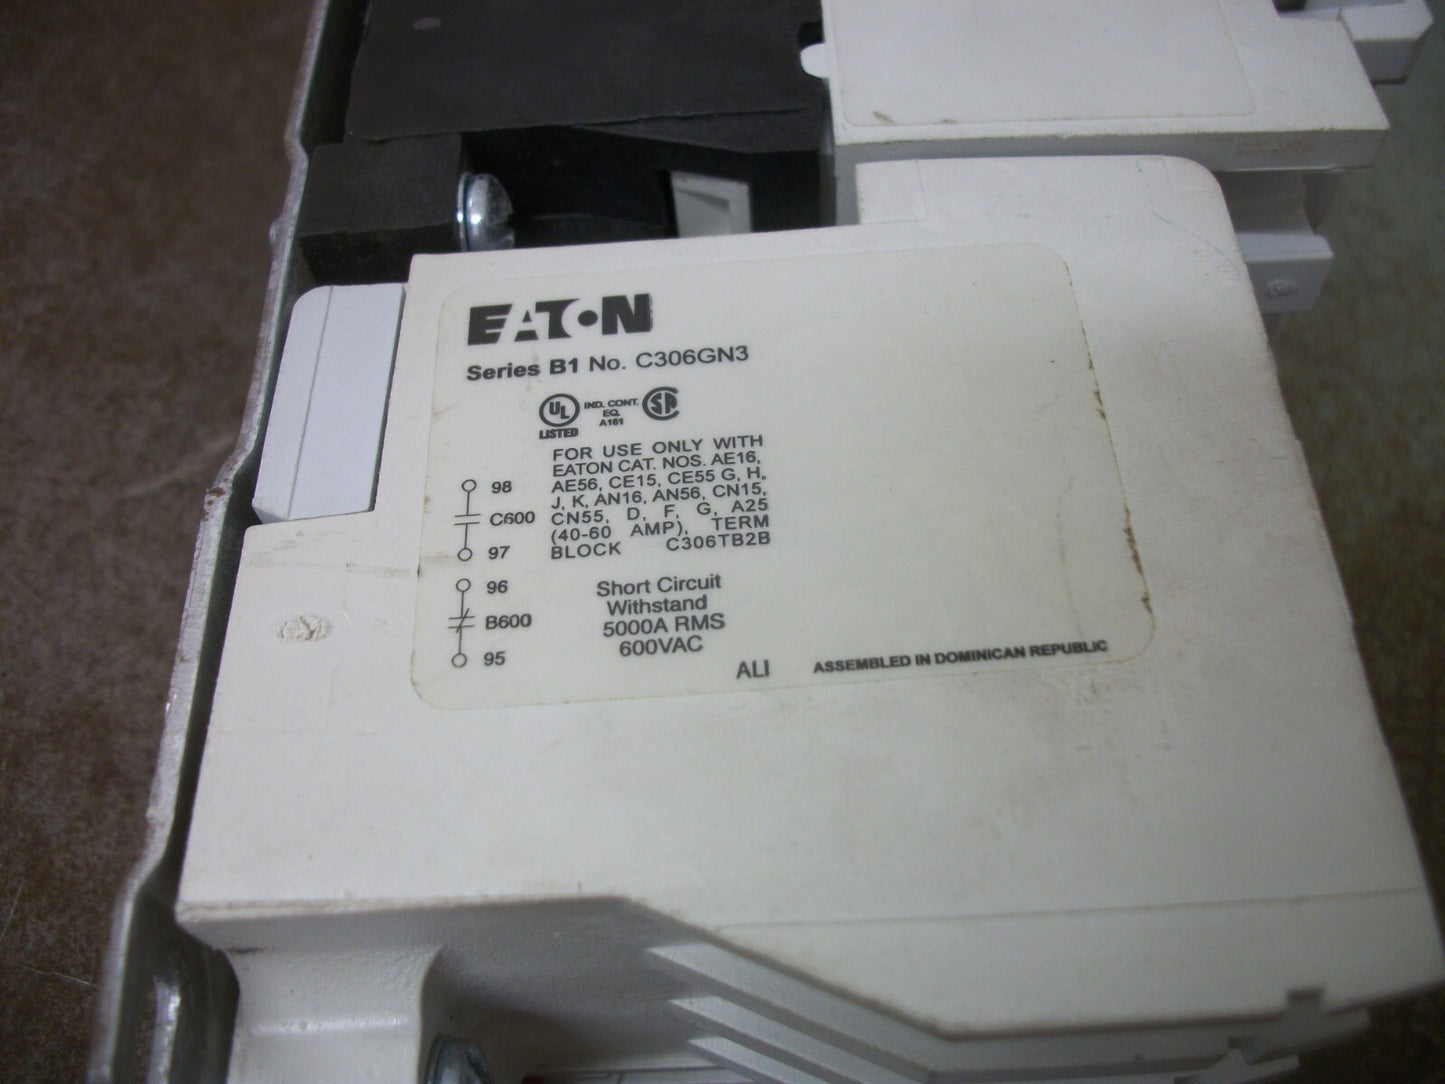 EATON
Series B1 No. C306GN3
UL
LISTED
IND. CONT.
EQ.
A161
SA
FOR USE ONLY WITH
EATON CAT. NOS. AE16,
AE56, CE15, CE55 G, H,
J, K, AN16, AN56, CN15,
CN55, D, F, G, A25
(40-60 AMP), TERM
BLOCK C306TB2B
98
C600
97
96
B600
95
Short Circuit
Withstand
5000A RMS
600VAC
ALI
ASSEMBLED IN DOMINICAN REPUBLIC